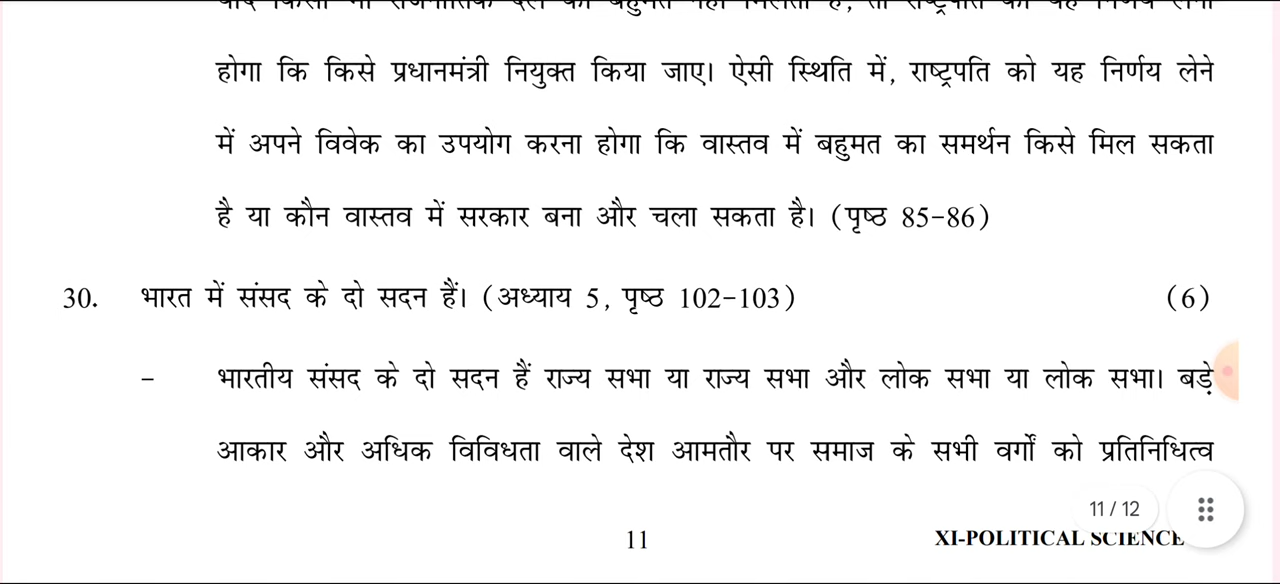 होगा कि किसे प्रधानमंत्री नियुक्त किया जाए। ऐसी स्थिति में, राष्ट्रपति को यह निर्णय लेने
में अपने विवेक का उपयोग करना होगा कि वास्तव में बहुमत का समर्थन किसे मिल सकता
है या कौन वास्तव में सरकार बना और चला सकता है। (पृष्ठ 85-86)
30. भारत में संसद के दो सदन हैं। (अध्याय 5, पृष्ठ 102-103) (6)
– भारतीय संसद के दो सदन हैं राज्य सभा या राज्य सभा और लोक सभा या लोक सभा। बड़े
आकार और अधिक विविधता वाले देश आमतौर पर समाज के सभी वर्गों को प्रतिनिधित्व
11 / 12
11 XI-POLITICAL SCIENCE